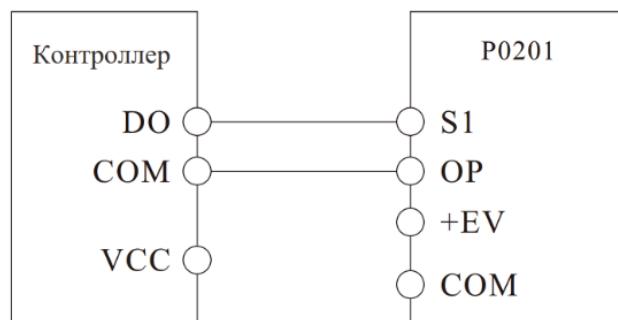 Контроллер
DO
COM
VCC
P0201
S1
OP
+EV
COM